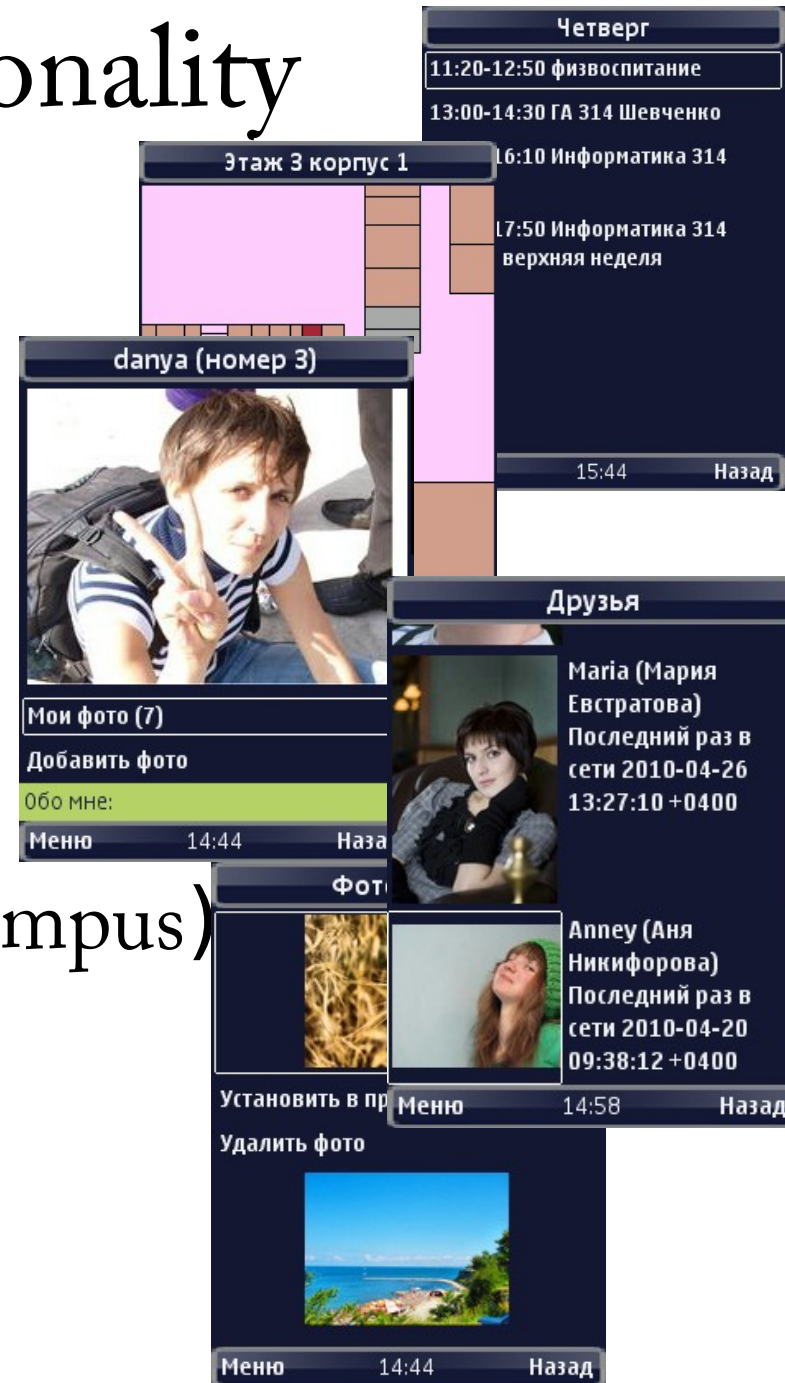 onality
Четверг
11:20-12:50 физвоспитание
13:00-14:30 ГА 314 Шевченко
16:10 Информатика 314
17:50 Информатика 314
верхняя неделя
15:44 Назад
Этаж 3 корпус 1
danya (номер 3)
Мои фото (7)
Добавить фото
Обо мне:
Меню 14:44 Наза
Друзья
Maria (Мария
Евстратова)
Последний раз в
сети 2010-04-26
13:27:10 +0400
Anney (Аня
Никифорова)
Последний раз в
сети 2010-04-20
09:38:12 +0400
Меню 14:58 Назад
mpus)
Фот
Установить в пр
Удалить фото
Меню 14:44 Назад